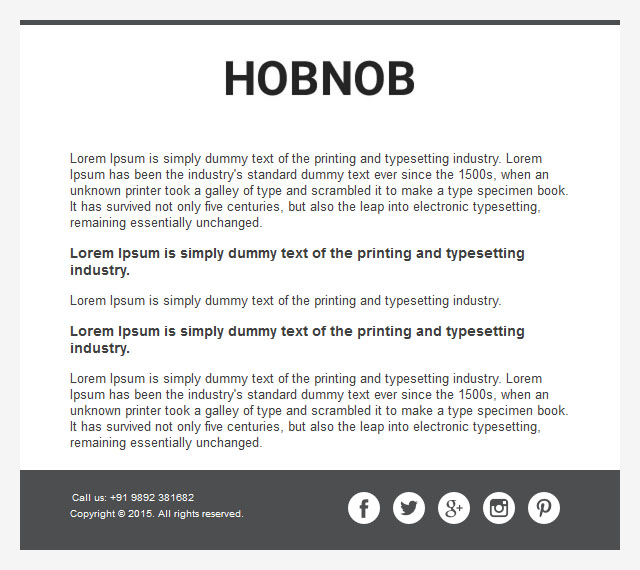 HOBNOB
Lorem Ipsum is simply dummy text of the printing and typesetting industry. Lorem
Ipsum has been the industry's standard dummy text ever since the 1500s, when an
unknown printer took a galley of type and scrambled it to make a type specimen book.
It has survived not only five centuries, but also the leap into electronic typesetting,
remaining essentially unchanged.
Lorem Ipsum is simply dummy text of the printing and typesetting
industry.
Lorem Ipsum is simply dummy text of the printing and typesetting industry.
Lorem Ipsum is simply dummy text of the printing and typesetting
industry.
Lorem Ipsum is simply dummy text of the printing and typesetting industry. Lorem
Ipsum has been the industry's standard dummy text ever since the 1500s, when an
unknown printer took a galley of type and scrambled it to make a type specimen book.
It has survived not only five centuries, but also the leap into electronic typesetting,
remaining essentially unchanged.
Call us: +91 9892 381682
Copyright © 2015. All rights reserved.